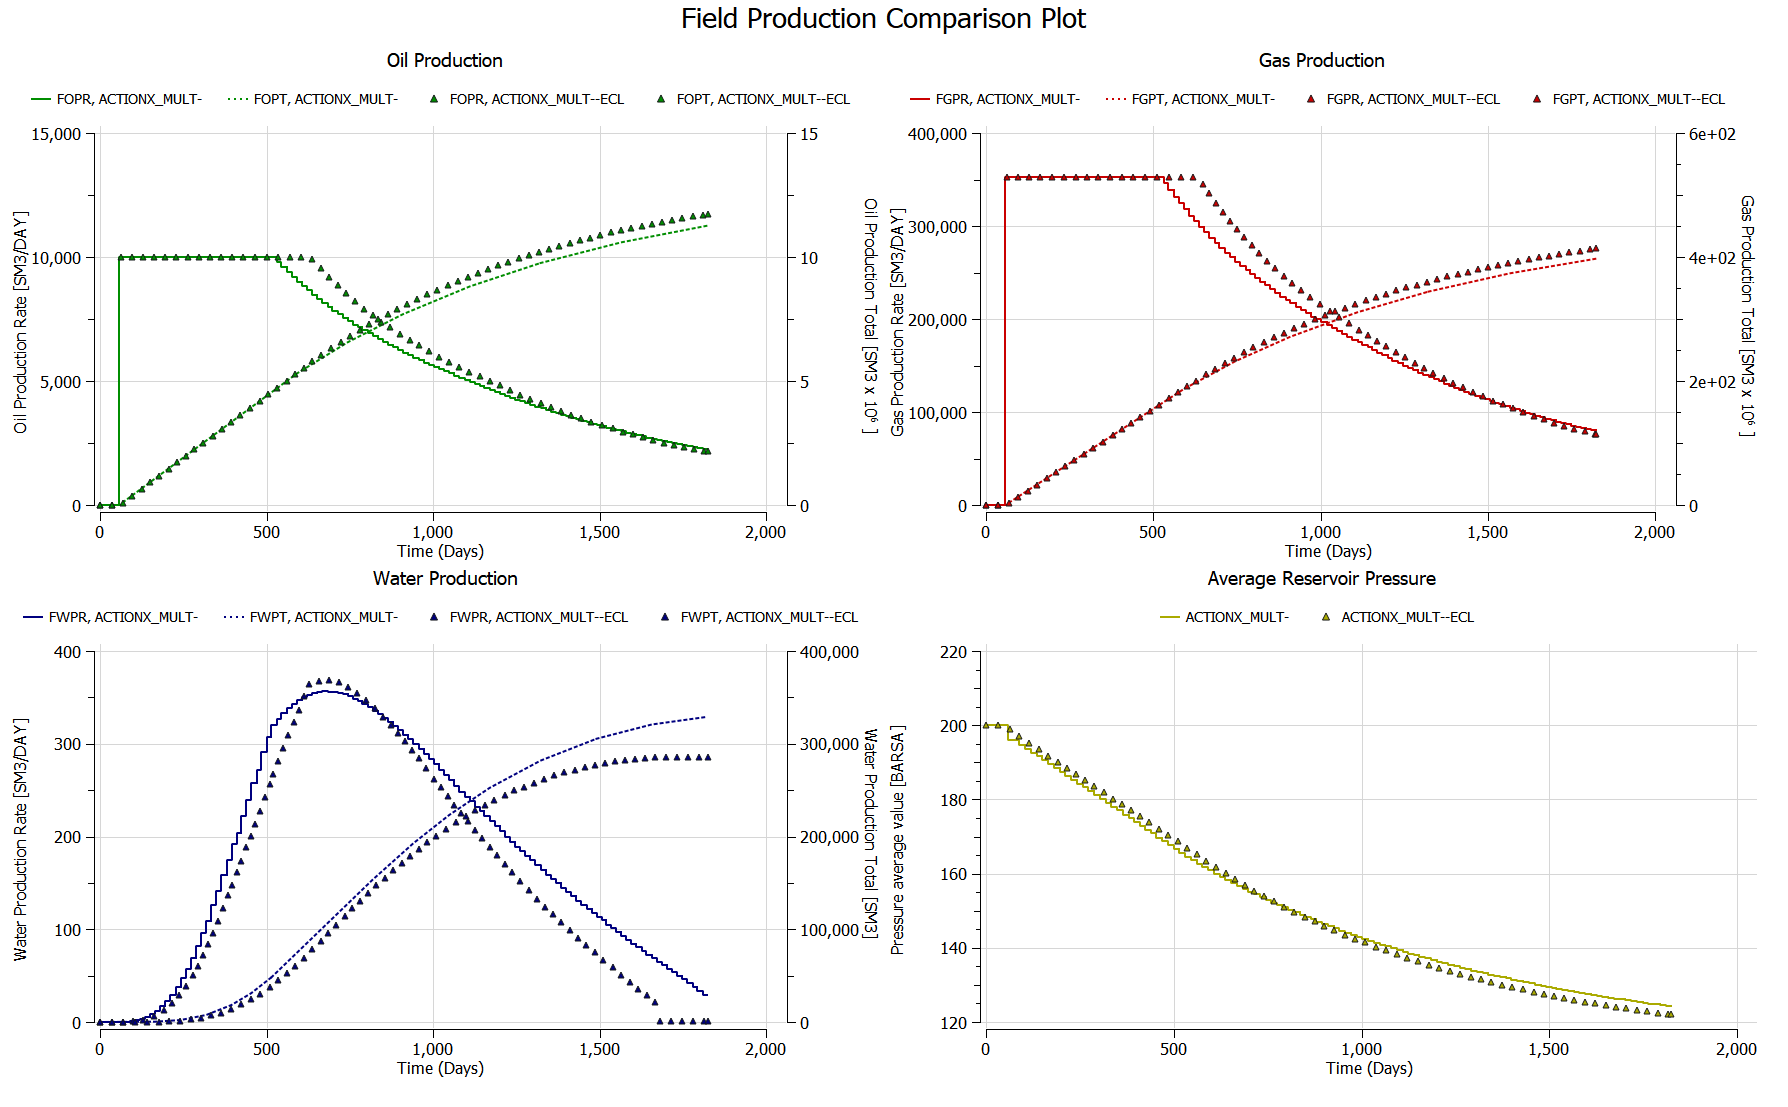 Field Production Comparison Plot
Oil Production
FOPR, ACTIONX_MULT- FOPT, ACTIONX_MULT- FOPR, ACTIONX_MULT--ECL FOPT, ACTIONX_MULT--ECL
15,000
10,000
5,000
0
Oil Production Rate [SM3/DAY]
15
10
5
0
Oil Production Total [SM3 x 10⁶ ]
0 500 1,000 1,500 2,000
Time (Days)
Gas Production
FGPR, ACTIONX_MULT- FGPT, ACTIONX_MULT- FGPR, ACTIONX_MULT--ECL FGPT, ACTIONX_MULT--ECL
400,000
300,000
200,000
100,000
0
Gas Production Rate [SM3/DAY]
6e+02
4e+02
2e+02
0
Gas Production Total [SM3 x 10⁶ ]
0 500 1,000 1,500 2,000
Time (Days)
Water Production
FWPR, ACTIONX_MULT- FWPT, ACTIONX_MULT- FWPR, ACTIONX_MULT--ECL FWPT, ACTIONX_MULT--ECL
400
300
200
100
0
Water Production Rate [SM3/DAY]
400,000
300,000
200,000
100,000
0
Water Production Total [SM3]
0 500 1,000 1,500 2,000
Time (Days)
Average Reservoir Pressure
ACTIONX_MULT- ACTIONX_MULT--ECL
220
200
180
160
140
120
Pressure average value [BARSA]
0 500 1,000 1,500 2,000
Time (Days)